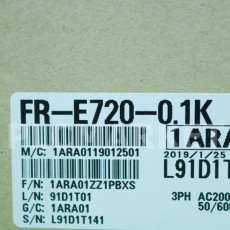 FR-E720-0.1K
M/C: 1ARA0119012501
1ARA
2019/1/25
F/N: 1ARA01ZZ1PBXS
L91D1T
L/N: 91D1T01
G/C: 1ARA01
3PH AC200
S/N: L91D1T141
50/60